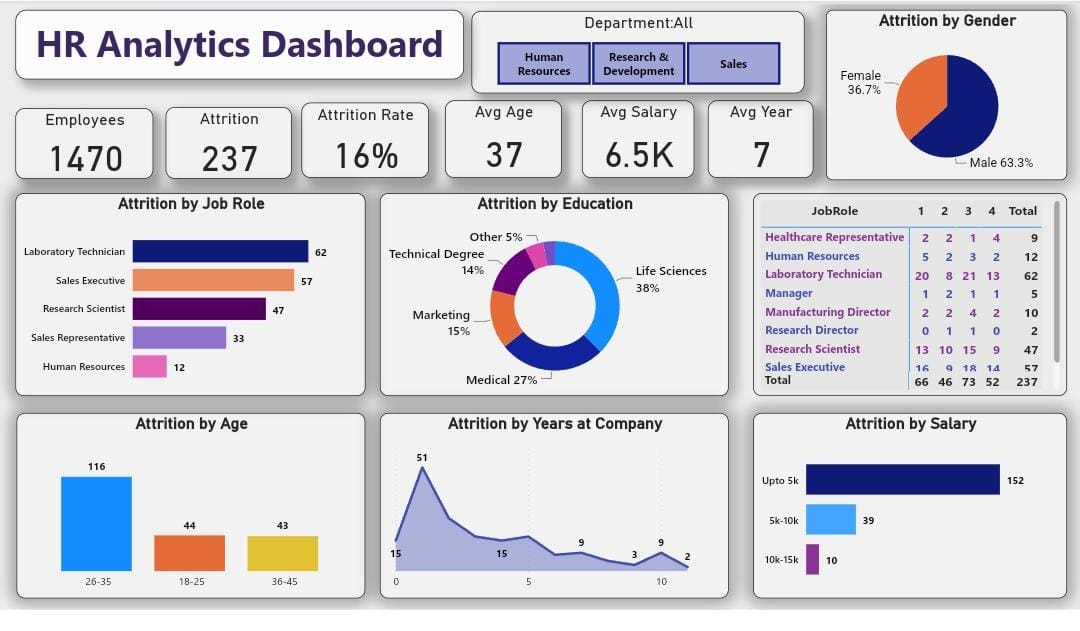 HR Analytics Dashboard
Department:All
Human
Resources
Research &
Development
Sales
Attrition by Gender
Female
36.7%
Male 63.3%
Employees
1470
Attrition
237
Attrition Rate
16%
Avg Age
37
Avg Salary
6.5K
Avg Year
7
Attrition by Job Role
Laboratory Technician 62
Sales Executive 57
Research Scientist 47
Sales Representative 33
Human Resources 12
Attrition by Education
Other 5%
Technical Degree
14%
Life Sciences
38%
Marketing
15%
Medical 27%
JobRole 1 2 3 4 Total
Healthcare Representative 2 2 1 4 9
Human Resources 5 2 3 2 12
Laboratory Technician 20 8 21 13 62
Manager 1 2 1 1 5
Manufacturing Director 2 2 4 2 10
Research Director 0 1 1 0 2
Research Scientist 13 10 15 9 47
Sales Executive 16 9 18 14 57
Total 66 46 73 52 237
Attrition by Age
116
44
43
26-35 18-25 36-45
Attrition by Years at Company
51
15
15
9
3
9
2
0 5 10
Attrition by Salary
Upto 5k 152
5k-10k 39
10k-15k 10